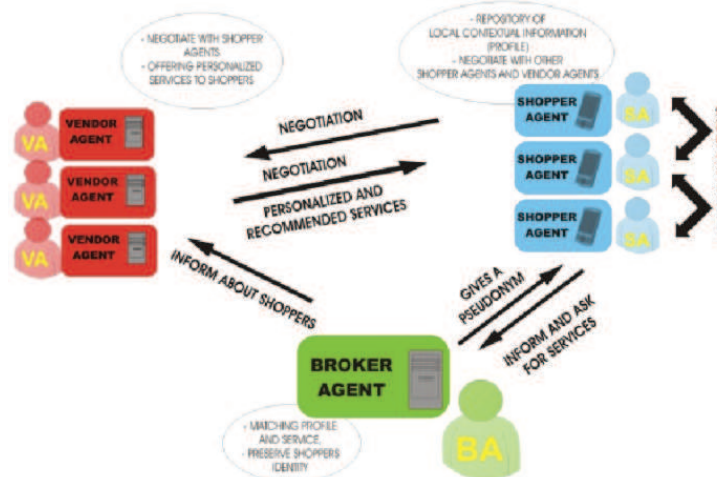 - NEGOTIATE WITH SHOPPER
AGENTS
- OFFERING PERSONALIZED
SERVICES TO SHOPPERS
- REPOSITORY OF
LOCAL CONTEXTUAL INFORMATION
(PROFILE)
- NEGOTIATE WITH OTHER
SHOPPER AGENTS AND VENDOR AGENTS
VA
VENDOR
AGENT
VA
VENDOR
AGENT
VA
VENDOR
AGENT
NEGOTIATION
NEGOTIATION
PERSONALIZED AND
RECOMMENDED SERVICES
SHOPPER
AGENT
SA
SHOPPER
AGENT
SA
SHOPPER
AGENT
SA
INFORM ABOUT SHOPPERS
GIVES A
PSEUDONYM
INFORM AND ASK
FOR SERVICES
BROKER
AGENT
BA
- MATCHING PROFILE
AND SERVICE,
- PRESERVE SHOPPERS
IDENTITY